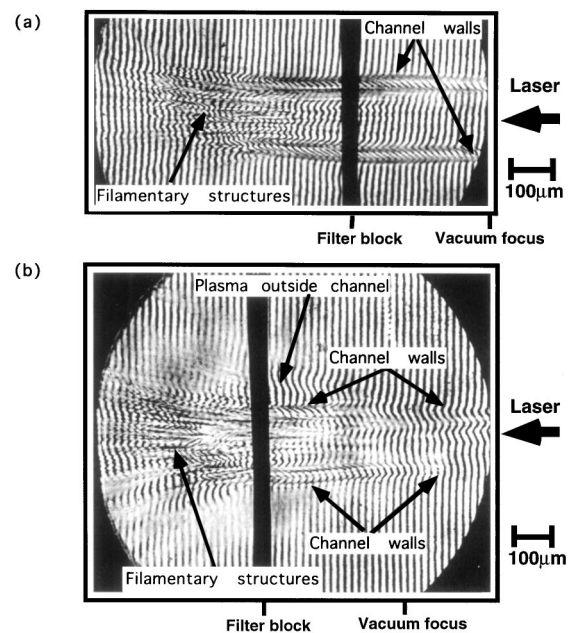 (a)
Channel walls
Laser
100μm
Filamentary structures
Filter block
Vacuum focus
(b)
Plasma outside channel
Channel walls
Laser
Channel walls
100μm
Filamentary structures
Filter block
Vacuum focus